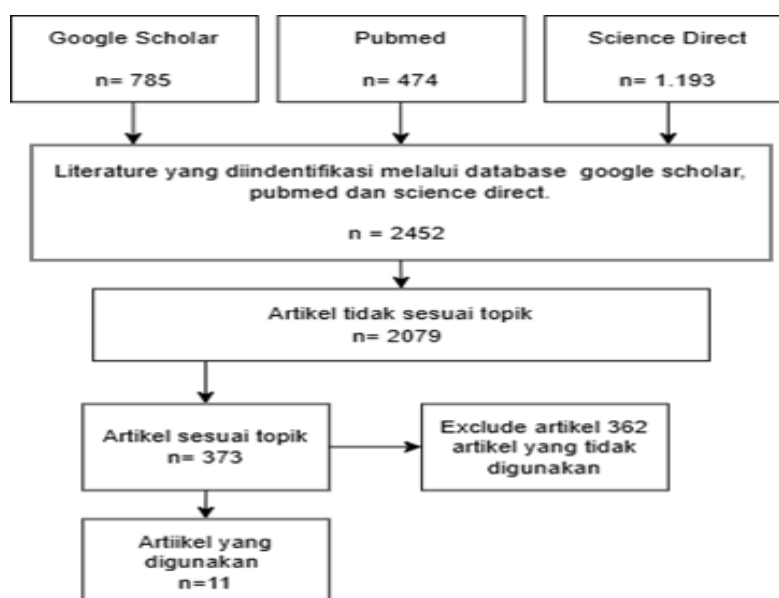 Google Scholar
n= 785
Pubmed
n= 474
Science Direct
n= 1.193
Literature yang diindentifikasi melalui database google scholar,
pubmed dan science direct.
n = 2452
Artikel tidak sesuai topik
n= 2079
Artikel sesuai topik
n= 373
Exclude artikel 362
artikel yang tidak
digunakan
Artiikel yang
digunakan
n=11